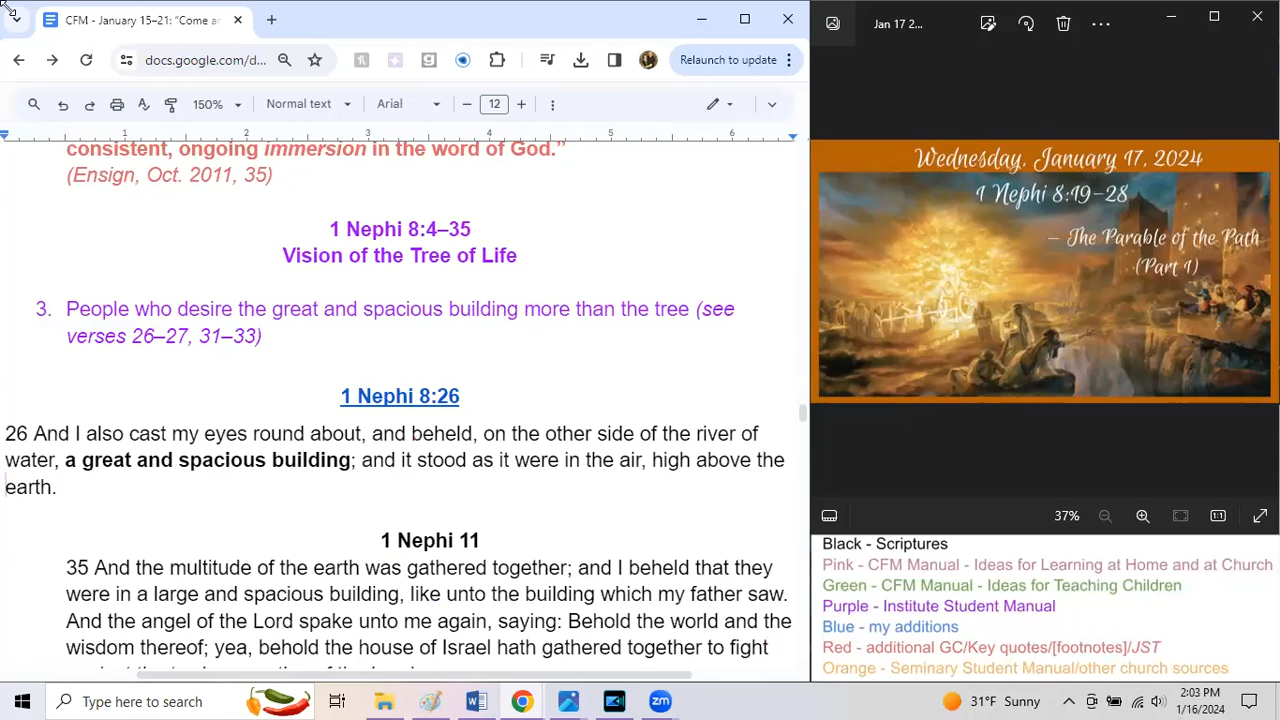 CFM - January 15–21: “Come ar
docs.google.com/d...
Relaunch to update
150%
Normal text
Arial
12
1 2 3 4 5 6
consistent, ongoing immersion in the word of God.”
(Ensign, Oct. 2011, 35)
1 Nephi 8:4–35
Vision of the Tree of Life
3. People who desire the great and spacious building more than the tree (see
verses 26–27, 31–33)
1 Nephi 8:26
26 And I also cast my eyes round about, and beheld, on the other side of the river of
water, a great and spacious building; and it stood as it were in the air, high above the
earth.
1 Nephi 11
35 And the multitude of the earth was gathered together; and I beheld that they
were in a large and spacious building, like unto the building which my father saw.
And the angel of the Lord spake unto me again, saying: Behold the world and the
wisdom thereof; yea, behold the house of Israel hath gathered together to fight
Jan 17 2...
Wednesday, January 17, 2024
1 Nephi 8:19–28
– The Parable of the Path
(Part 1)
37%
1:1
Black - Scriptures
Pink - CFM Manual - Ideas for Learning at Home and at Church
Green - CFM Manual - Ideas for Teaching Children
Purple - Institute Student Manual
Blue - my additions
Red - additional GC/Key quotes/[footnotes]/JST
Orange - Seminary Student Manual/other church sources
Type here to search
W
zm
31°F Sunny
2:03 PM
1/16/2024